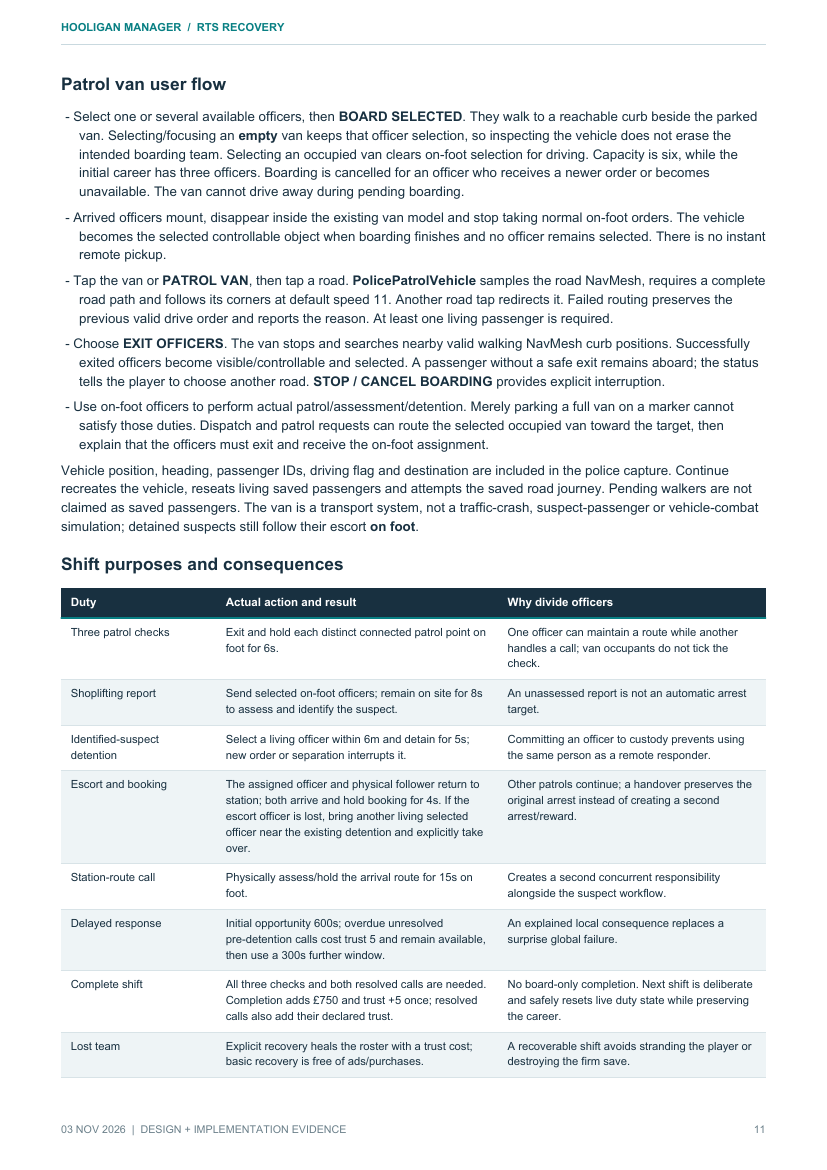 HOOLIGAN MANAGER / RTS RECOVERY
Patrol van user flow
- Select one or several available officers, then BOARD SELECTED. They walk to a reachable curb beside the parked
van. Selecting/focusing an empty van keeps that officer selection, so inspecting the vehicle does not erase the
intended boarding team. Selecting an occupied van clears on-foot selection for driving. Capacity is six, while the
initial career has three officers. Boarding is cancelled for an officer who receives a newer order or becomes
unavailable. The van cannot drive away during pending boarding.
- Arrived officers mount, disappear inside the existing van model and stop taking normal on-foot orders. The vehicle
becomes the selected controllable object when boarding finishes and no officer remains selected. There is no instant
remote pickup.
- Tap the van or PATROL VAN, then tap a road. PolicePatrolVehicle samples the road NavMesh, requires a complete
road path and follows its corners at default speed 11. Another road tap redirects it. Failed routing preserves the
previous valid drive order and reports the reason. At least one living passenger is required.
- Choose EXIT OFFICERS. The van stops and searches nearby valid walking NavMesh curb positions. Successfully
exited officers become visible/controllable and selected. A passenger without a safe exit remains aboard; the status
tells the player to choose another road. STOP / CANCEL BOARDING provides explicit interruption.
- Use on-foot officers to perform actual patrol/assessment/detention. Merely parking a full van on a marker cannot
satisfy those duties. Dispatch and patrol requests can route the selected occupied van toward the target, then
explain that the officers must exit and receive the on-foot assignment.
Vehicle position, heading, passenger IDs, driving flag and destination are included in the police capture. Continue
recreates the vehicle, reseats living saved passengers and attempts the saved road journey. Pending walkers are not
claimed as saved passengers. The van is a transport system, not a traffic-crash, suspect-passenger or vehicle-combat
simulation; detained suspects still follow their escort on foot.
Shift purposes and consequences
Duty
Actual action and result
Why divide officers
Three patrol checks
Exit and hold each distinct connected patrol point on
foot for 6s.
One officer can maintain a route while another
handles a call; van occupants do not tick the
check.
Shoplifting report
Send selected on-foot officers; remain on site for 8s
to assess and identify the suspect.
An unassessed report is not an automatic arrest
target.
Identified-suspect
detention
Select a living officer within 6m and detain for 5s;
new order or separation interrupts it.
Committing an officer to custody prevents using
the same person as a remote responder.
Escort and booking
The assigned officer and physical follower return to
station; both arrive and hold booking for 4s. If the
escort officer is lost, bring another living selected
officer near the existing detention and explicitly take
over.
Other patrols continue; a handover preserves the
original arrest instead of creating a second
arrest/reward.
Station-route call
Physically assess/hold the arrival route for 15s on
foot.
Creates a second concurrent responsibility
alongside the suspect workflow.
Delayed response
Initial opportunity 600s; overdue unresolved
pre-detention calls cost trust 5 and remain available,
then use a 300s further window.
An explained local consequence replaces a
surprise global failure.
Complete shift
All three checks and both resolved calls are needed.
Completion adds £750 and trust +5 once; resolved
calls also add their declared trust.
No board-only completion. Next shift is deliberate
and safely resets live duty state while preserving
the career.
Lost team
Explicit recovery heals the roster with a trust cost;
basic recovery is free of ads/purchases.
A recoverable shift avoids stranding the player or
destroying the firm save.
03 NOV 2026 | DESIGN + IMPLEMENTATION EVIDENCE
11